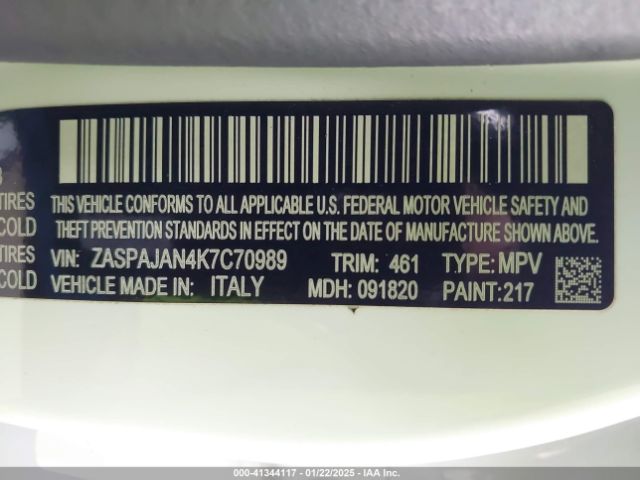 TIRES
COLD
TIRES
COLD
THIS VEHICLE CONFORMS TO ALL APPLICABLE U.S. FEDERAL MOTOR VEHICLE SAFETY AND
THEFT PREVENTION STANDARDS IN EFFECT ON THE DATE OF MANUFACTURE SHOWN ABOVE.
VIN: ZASPAJAN4K7C70989 TRIM: 461 TYPE: MPV
VEHICLE MADE IN: ITALY MDH: 091820 PAINT: 217
000-41344117 - 01/22/2025 - IAA Inc.